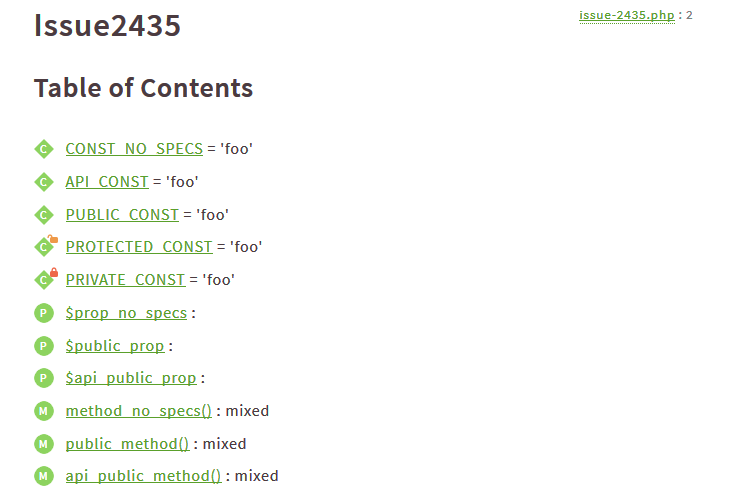 Issue2435
issue-2435.php : 2
Table of Contents
C CONST_NO_SPECS = 'foo'
C API_CONST = 'foo'
C PUBLIC_CONST = 'foo'
C PROTECTED_CONST = 'foo'
C PRIVATE_CONST = 'foo'
P $prop_no_specs :
P $public_prop :
P $api_public_prop :
M method_no_specs() : mixed
M public_method() : mixed
M api_public_method() : mixed